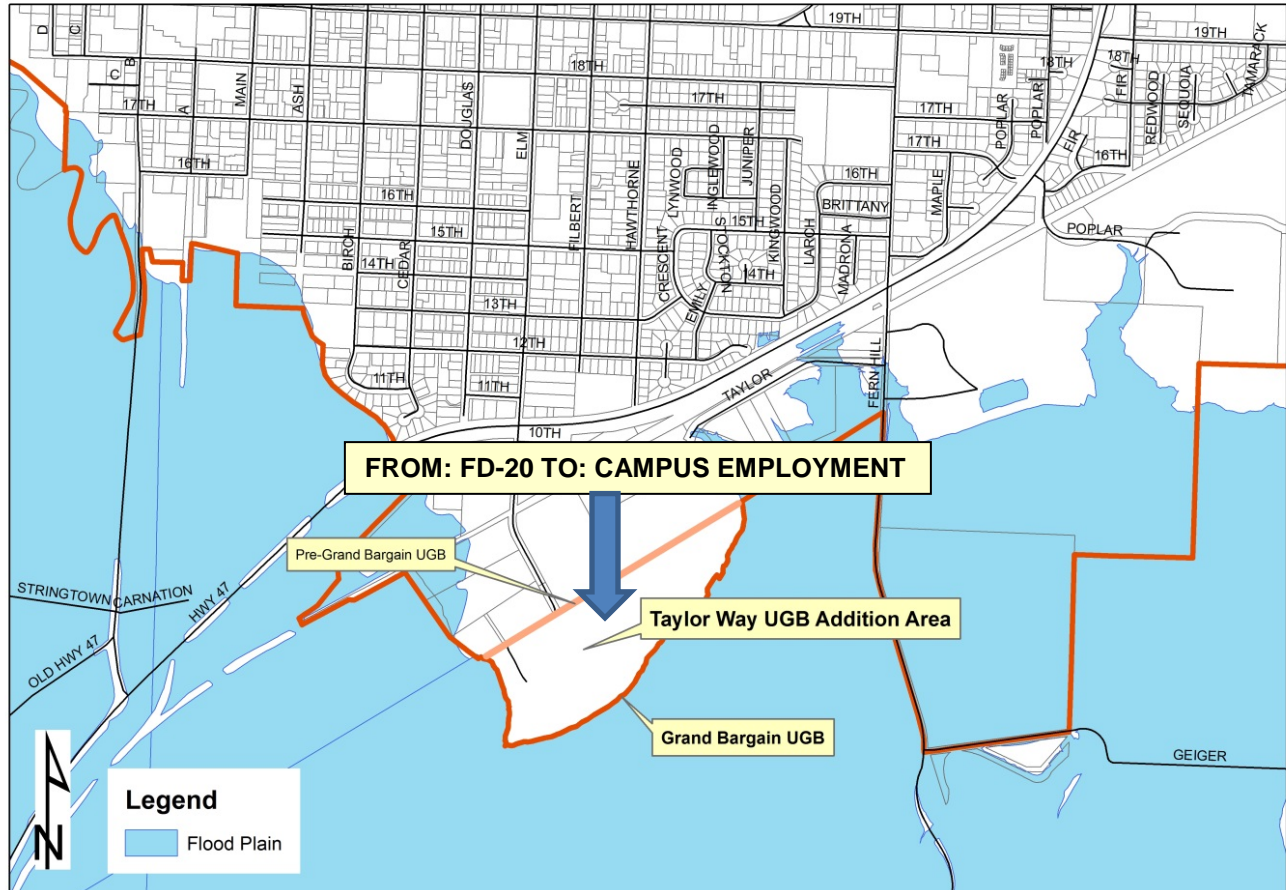 19TH
19TH
D
C
B
C
18TH
18TH
18TH
FIR
REDWOOD
SEQUOIA
TAMARACK
17TH
A
MAIN
ASH
DOUGLAS
ELM
17TH
17TH
POPLAR
POPLAR
17TH
16TH
16TH
FILBERT
HAWTHORNE
LYNWOOD
INGLEWOOD
JUNIPER
16TH
BRITTANY
MAPLE
16TH
15TH
15TH
BIRCH
CEDAR
14TH
CRESCENT
STOCKTON
14TH
KINGWOOD
LARCH
MADRONA
POPLAR
13TH
EMILY
12TH
11TH
11TH
TAYLOR
FERN HILL
10TH
FROM: FD-20 TO: CAMPUS EMPLOYMENT
Pre-Grand Bargain UGB
STRINGTOWN
CARNATION
HWY 47
OLD HWY 47
Taylor Way UGB Addition Area
Grand Bargain UGB
GEIGER
N
Legend
Flood Plain